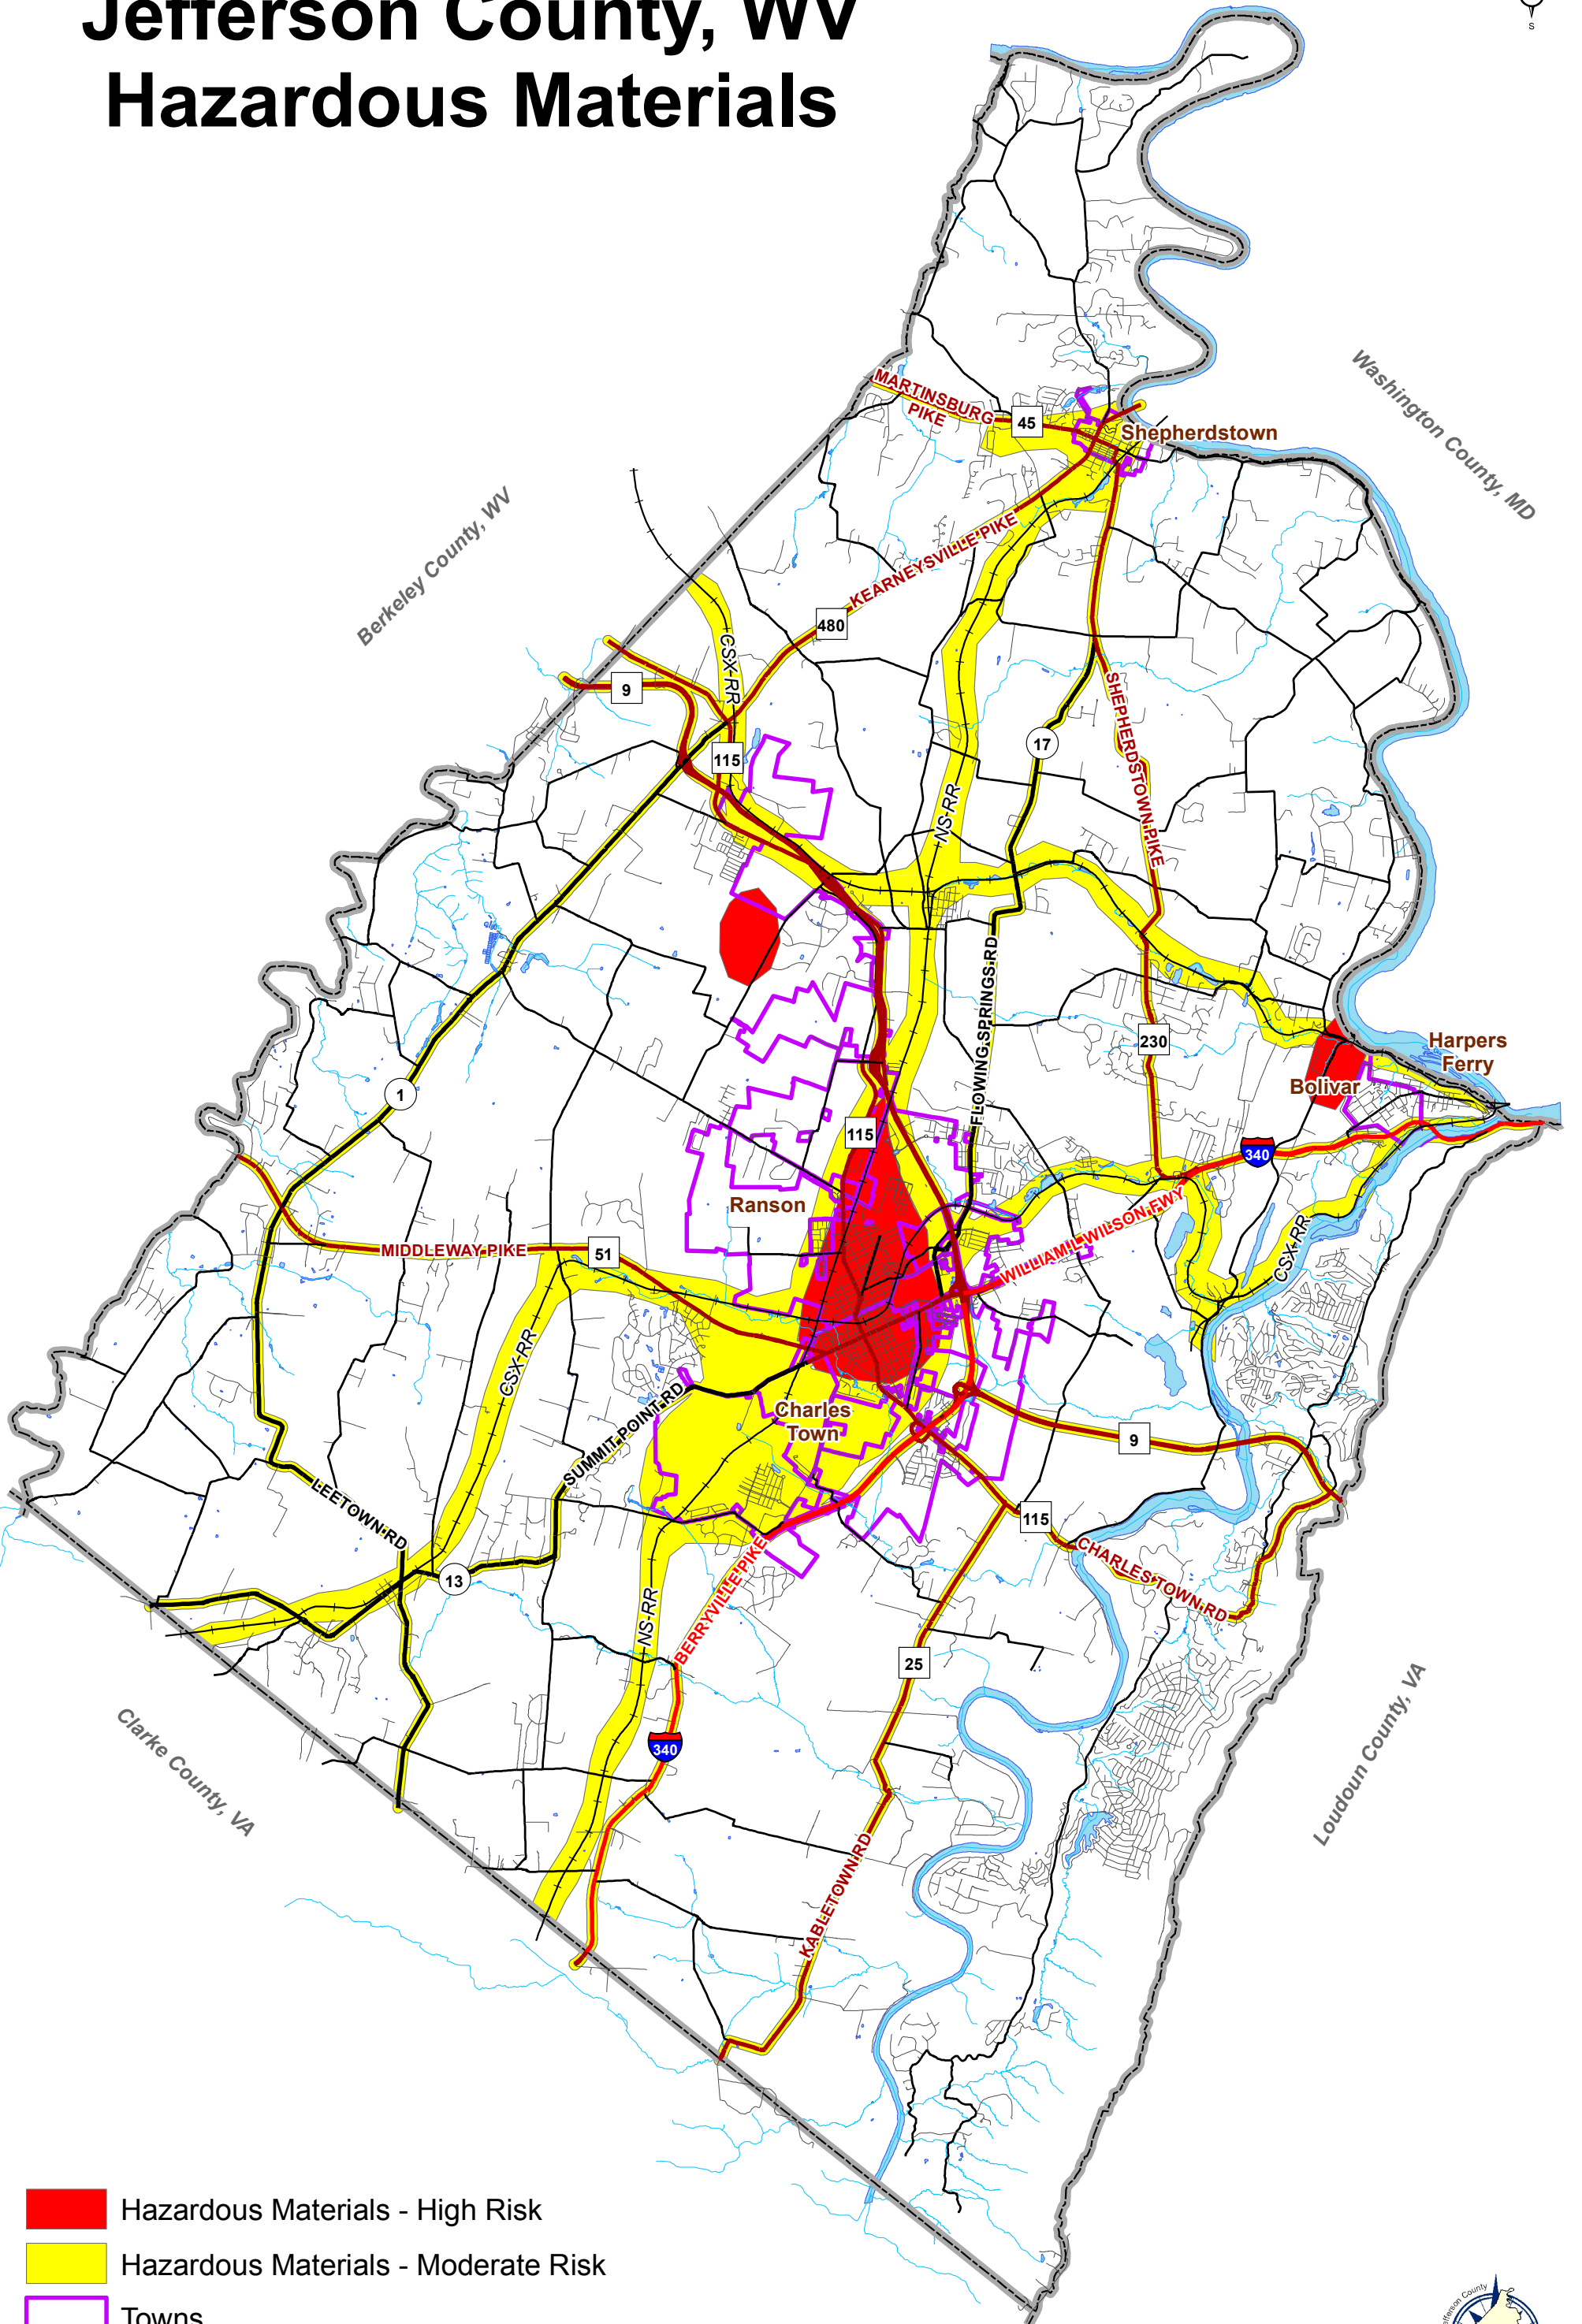 Jefferson County, WV
Hazardous Materials
S
Washington County, MD
MARTINSBURG
PIKE
45
Shepherdstown
Berkeley County, WV
KEARNEYSVILLE PIKE
480
CSX-RR
9
115
17
SHEPHERDSTOWN PIKE
NS-RR
FLOWING SPRINGS RD
230
Harpers
Ferry
Bolivar
1
115
340
Ranson
WILLIAM L WILSON FWY
CSX-RR
MIDDLEWAY PIKE
51
CSX-RR
SUMMIT POINT RD
Charles
Town
9
LEETOWN RD
115
CHARLES TOWN RD
13
NS-RR
BERRYVILLE PIKE
25
340
Clarke County, VA
Loudoun County, VA
KABLETOWN RD
Hazardous Materials - High Risk
Hazardous Materials - Moderate Risk
Towns
Jefferson County